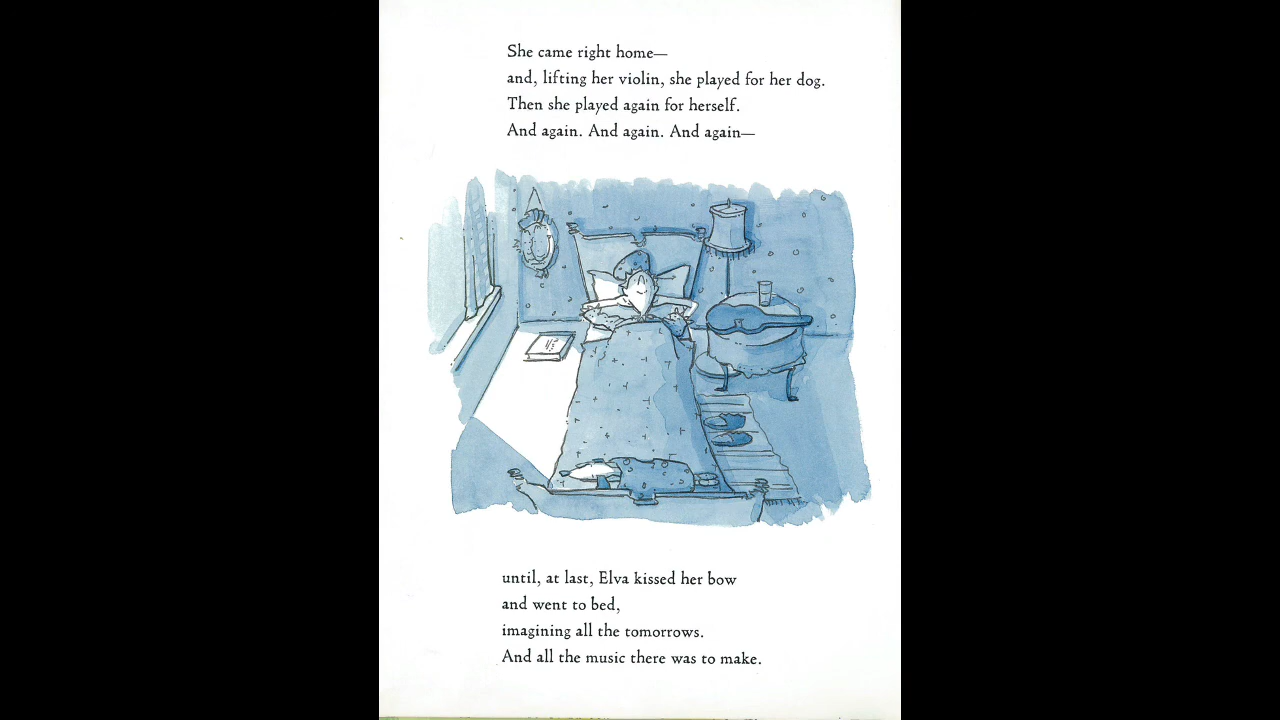 She came right home—
and, lifting her violin, she played for her dog.
Then she played again for herself.
And again. And again. And again—
until, at last, Elva kissed her bow
and went to bed,
imagining all the tomorrows.
And all the music there was to make.